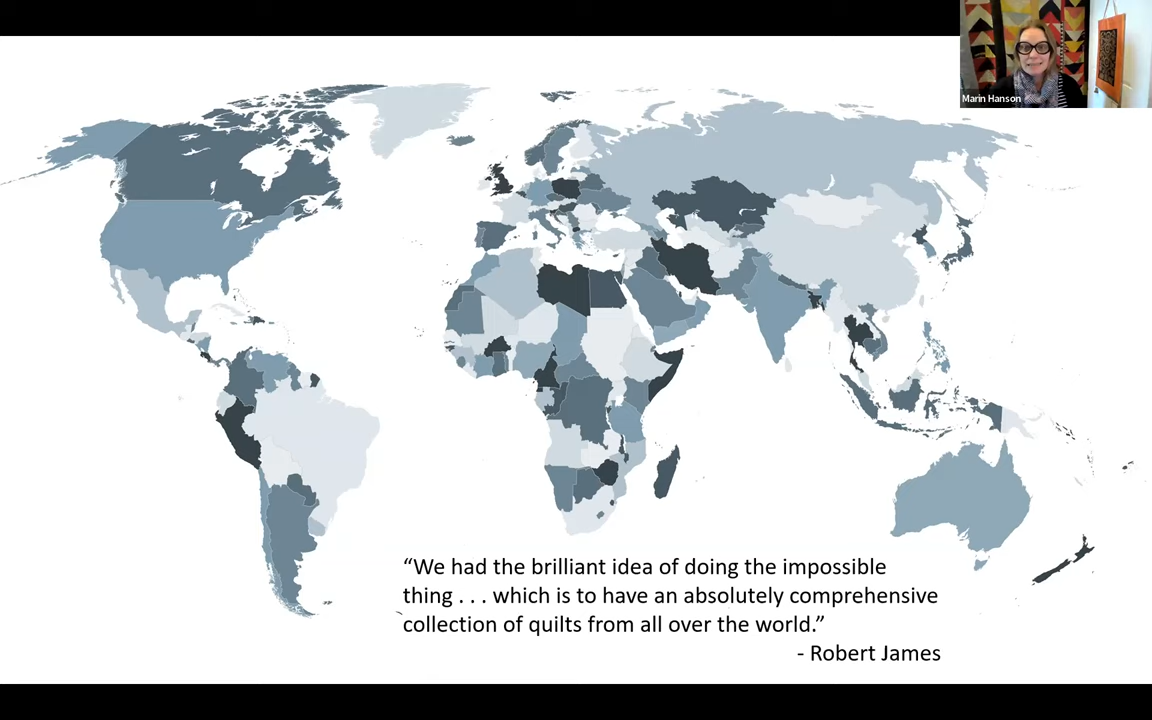 Marin Hanson
“We had the brilliant idea of doing the impossible
thing . . . which is to have an absolutely comprehensive
collection of quilts from all over the world.”
- Robert James